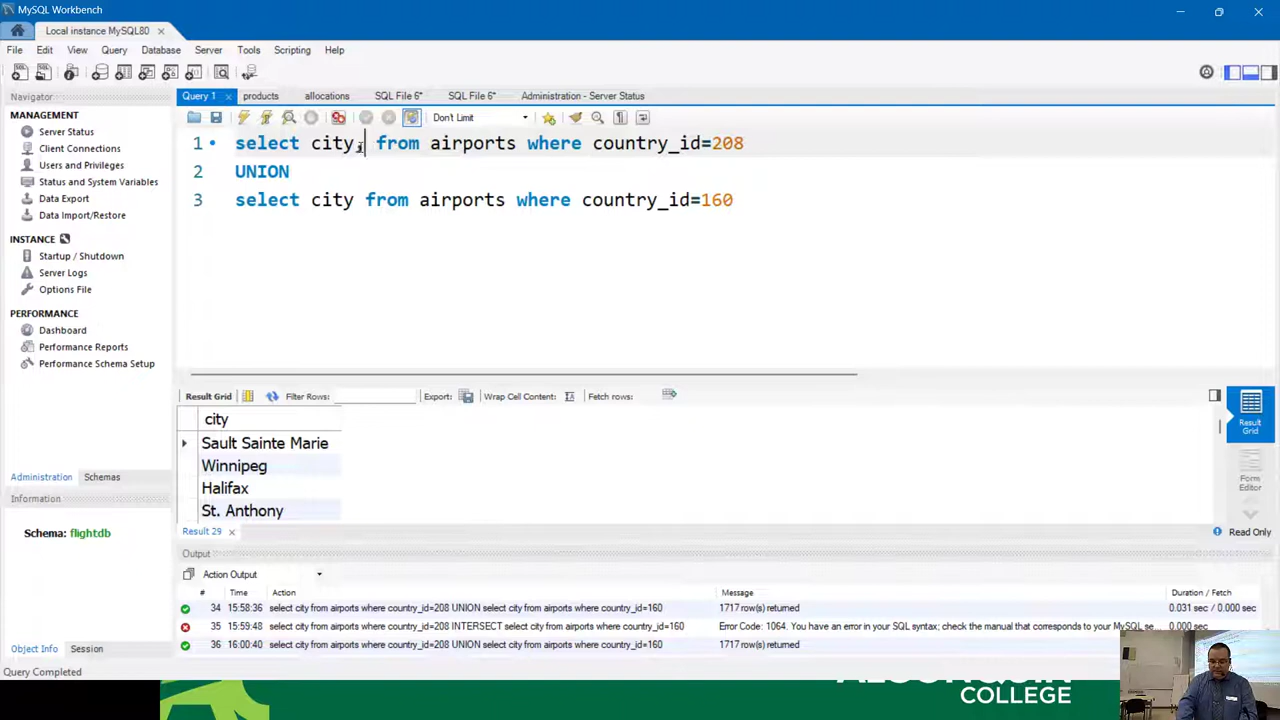 MySQL Workbench
Local instance MySQL80
File Edit View Query Database Server Tools Scripting Help
Navigator
MANAGEMENT
Server Status
Client Connections
Users and Privileges
Status and System Variables
Data Export
Data Import/Restore
INSTANCE
Startup / Shutdown
Server Logs
Options File
PERFORMANCE
Dashboard
Performance Reports
Performance Schema Setup
Administration Schemas
Information
Schema: flightdb
Object Info Session
Query Completed
Query 1 products allocations SQL File 6* SQL File 6* Administration - Server Status
Don't Limit
1 select city, from airports where country_id=208
2 UNION
3 select city from airports where country_id=160
Result Grid Filter Rows: Export: Wrap Cell Content: Fetch rows:
city
Sault Sainte Marie
Winnipeg
Halifax
St. Anthony
Result Grid
Form Editor
Result 29
Read Only
Output
Action Output
# Time Action Message Duration / Fetch
34 15:58:36 select city from airports where country_id=208 UNION select city from airports where country_id=160 1717 row(s) returned 0.031 sec / 0.000 sec
35 15:59:48 select city from airports where country_id=208 INTERSECT select city from airports where country_id=160 Error Code: 1064. You have an error in your SQL syntax; check the manual that corresponds to your MySQL se... 0.000 sec
36 16:00:40 select city from airports where country_id=208 UNION select city from airports where country_id=160 1717 row(s) returned
COLLEGE